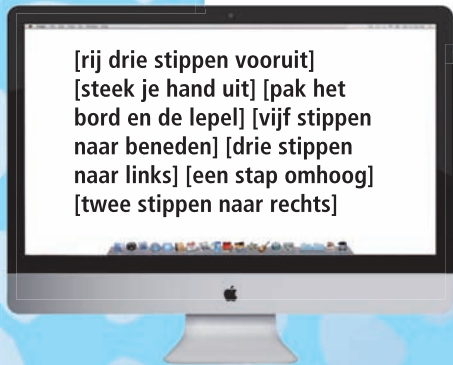 [rij drie stippen vooruit]
[steek je hand uit] [pak het
bord en de lepel] [vijf stippen
naar beneden] [drie stippen
naar links] [een stap omhoog]
[twee stippen naar rechts]